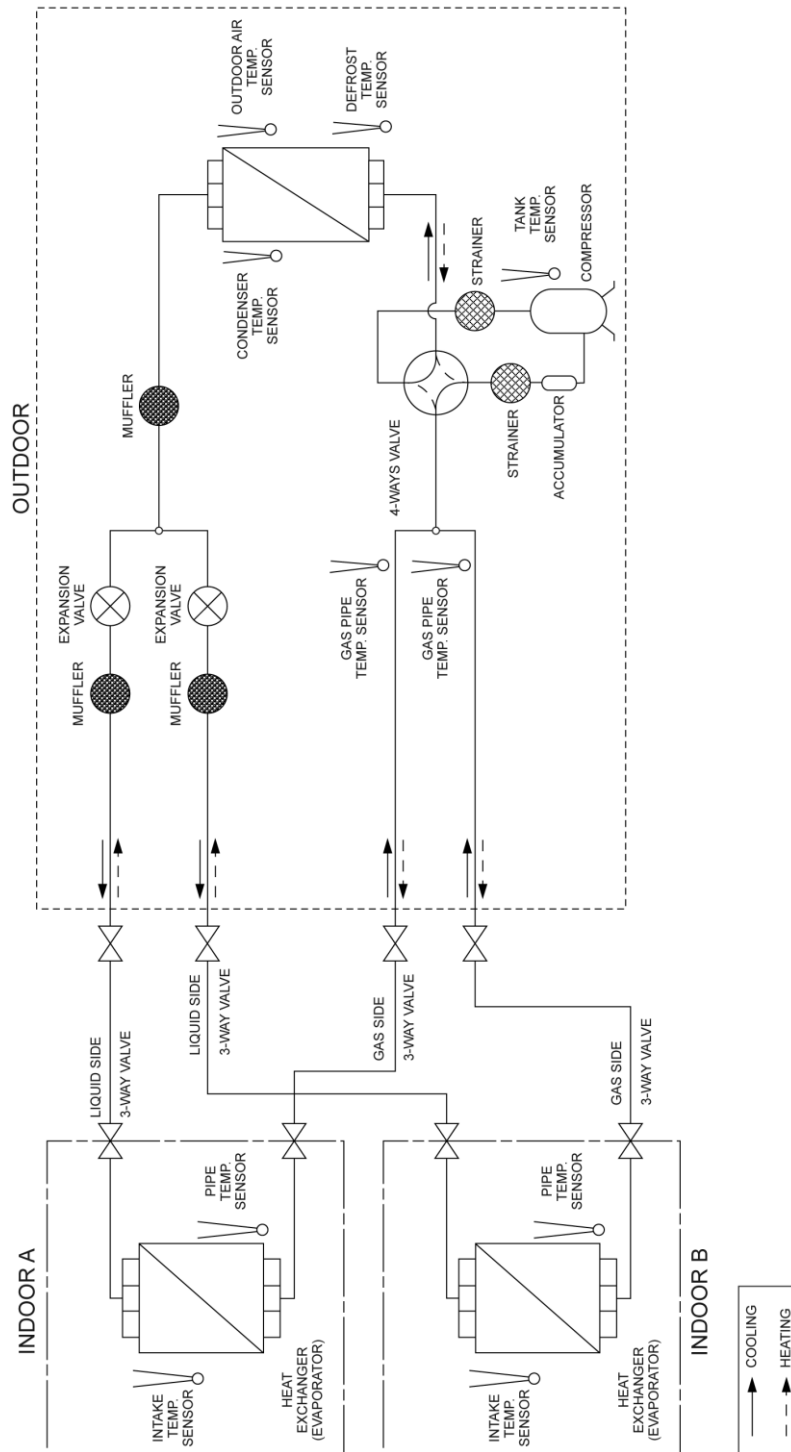 OUTDOOR
OUTDOOR AIR
TEMP.
SENSOR
DEFROST
TEMP.
SENSOR
CONDENSER
TEMP.
SENSOR
TANK
TEMP.
SENSOR
COMPRESSOR
STRAINER
STRAINER
ACCUMULATOR
4-WAYS VALVE
MUFFLER
EXPANSION
VALVE
EXPANSION
VALVE
MUFFLER
MUFFLER
GAS PIPE
TEMP. SENSOR
GAS PIPE
TEMP. SENSOR
LIQUID SIDE
3-WAY VALVE
LIQUID SIDE
3-WAY VALVE
GAS SIDE
3-WAY VALVE
GAS SIDE
3-WAY VALVE
INDOOR A
PIPE
TEMP.
SENSOR
INTAKE
TEMP.
SENSOR
HEAT
EXCHANGER
(EVAPORATOR)
INDOOR B
PIPE
TEMP.
SENSOR
INTAKE
TEMP.
SENSOR
HEAT
EXCHANGER
(EVAPORATOR)
COOLING
HEATING